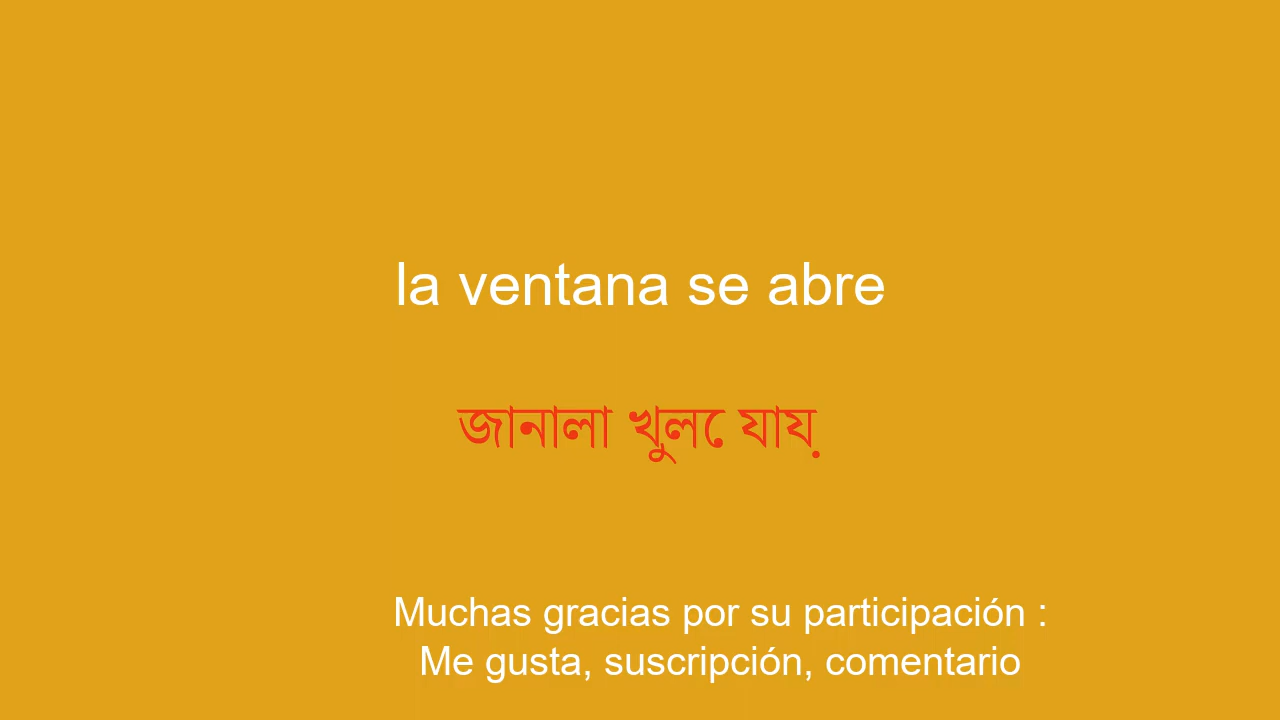 la ventana se abre
জানালা খুলে যায়
Muchas gracias por su participación :
Me gusta, suscripción, comentario